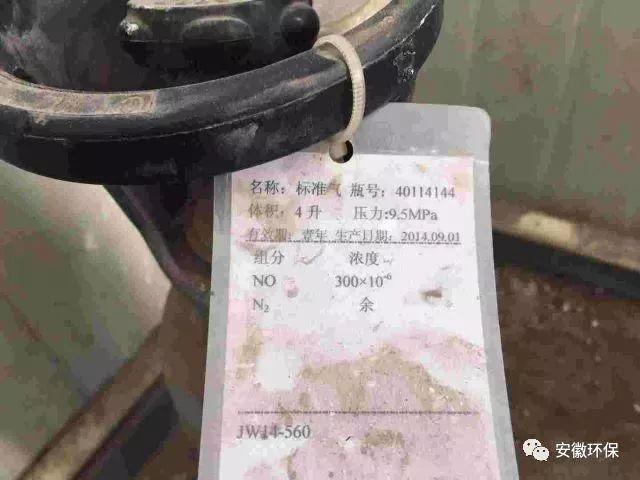 名称：标准气 瓶号：40114144
体积：4 升 压力:9.5MPa
有效期：壹年 生产日期：2014.09.01
组分 浓度
NO 300×10⁻⁶
N₂ 余
JW14-560
安徽环保